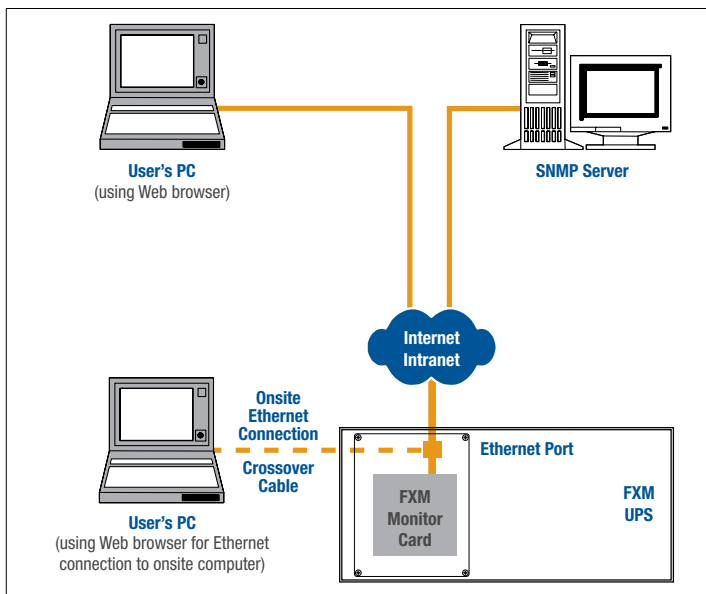 User's PC
(using Web browser)
SNMP Server
Internet
Intranet
Onsite
Ethernet
Connection
Crossover
Cable
Ethernet Port
FXM
Monitor
Card
FXM
UPS
User's PC
(using Web browser for Ethernet
connection to onsite computer)